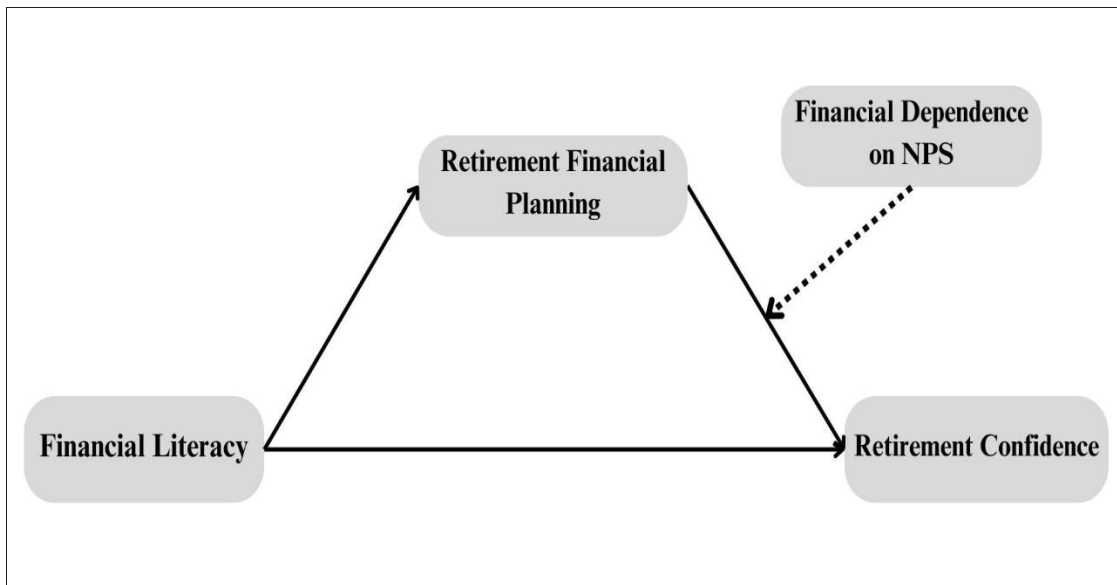 Financial Dependence
on NPS
Retirement Financial
Planning
Financial Literacy
Retirement Confidence